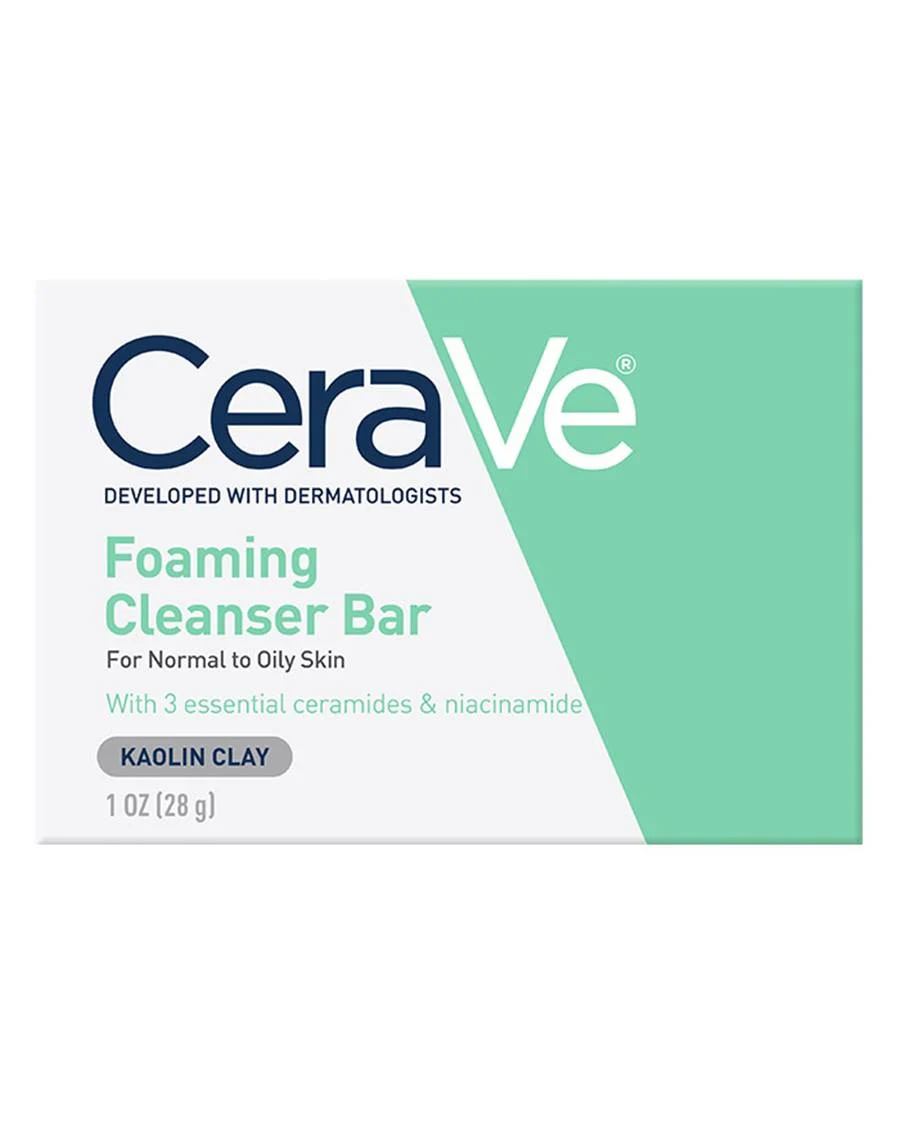 CeraVe®
DEVELOPED WITH DERMATOLOGISTS
Foaming
Cleanser Bar
For Normal to Oily Skin
With 3 essential ceramides & niacinamide
KAOLIN CLAY
1 OZ (28 g)